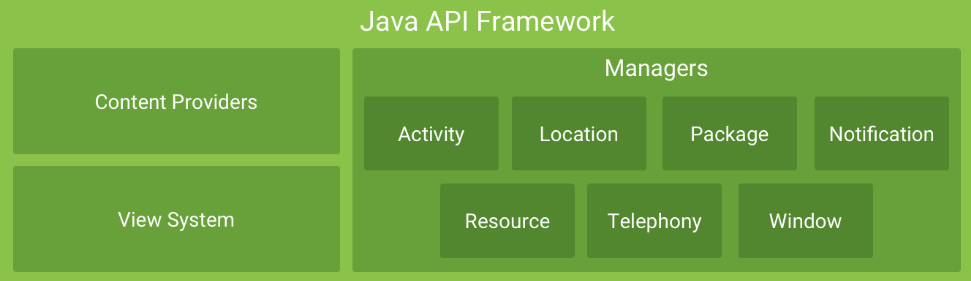 Java API Framework
Content Providers
View System
Managers
Activity
Location
Package
Notification
Resource
Telephony
Window